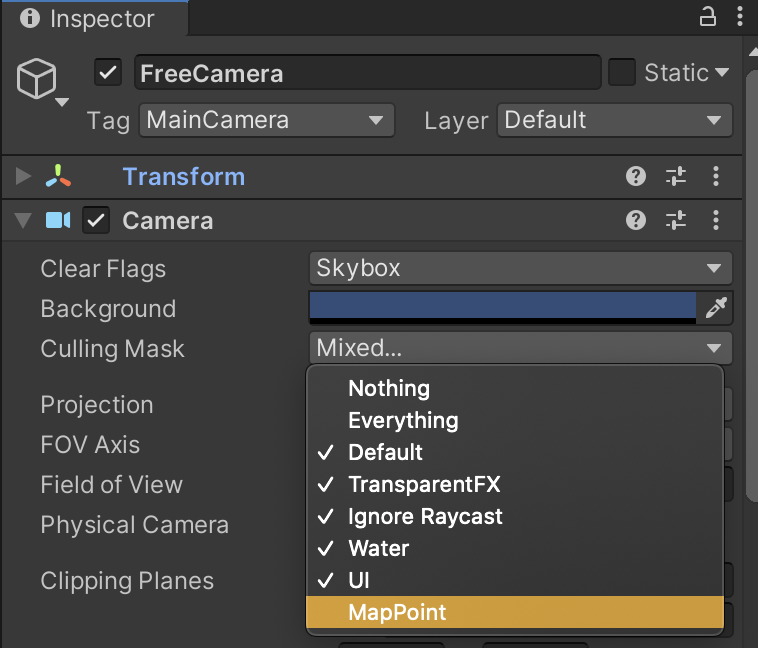 Inspector
FreeCamera
Static
Tag MainCamera Layer Default
Transform
Camera
Clear Flags Skybox
Background
Culling Mask Mixed...
Nothing
Everything
Projection
Default
FOV Axis
TransparentFX
Field of View
Ignore Raycast
Physical Camera
Water
Clipping Planes
UI
MapPoint